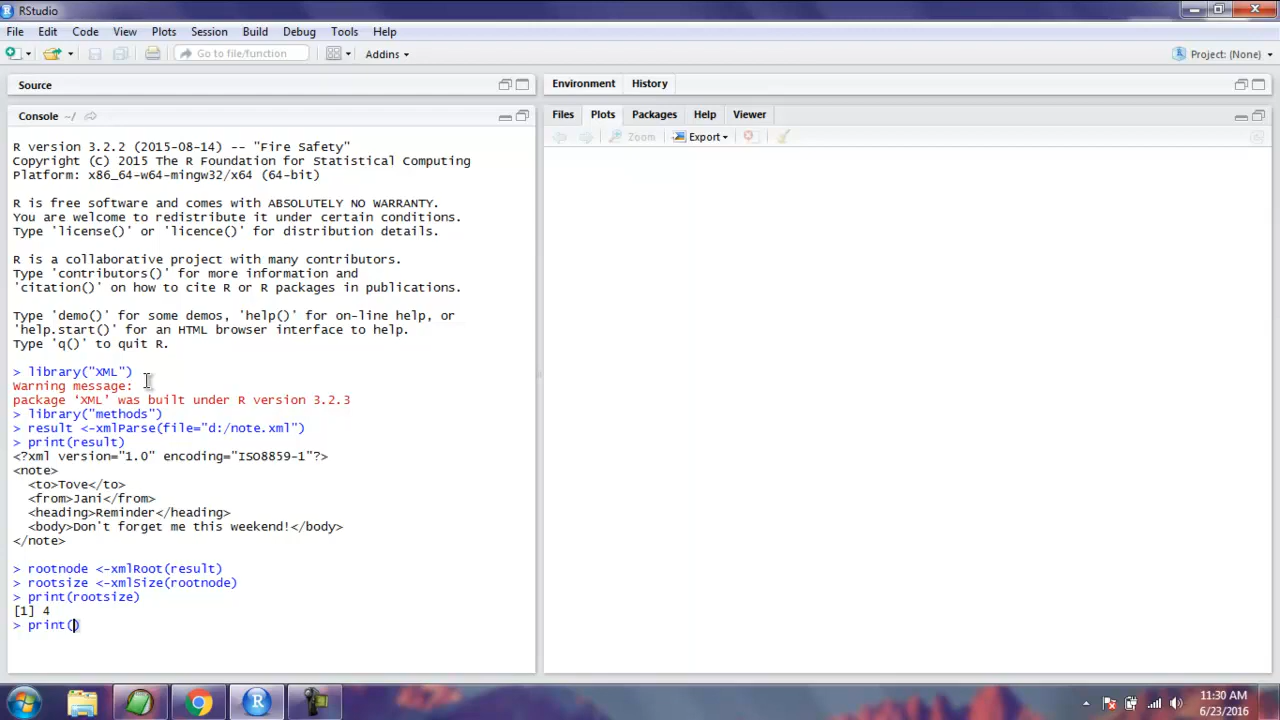 RStudio
File Edit Code View Plots Session Build Debug Tools Help
Go to file/function Addins Project: (None)
Source
Environment History
Console ~/
Files Plots Packages Help Viewer
Zoom Export
R version 3.2.2 (2015-08-14) -- "Fire Safety"
Copyright (C) 2015 The R Foundation for Statistical Computing
Platform: x86_64-w64-mingw32/x64 (64-bit)
R is free software and comes with ABSOLUTELY NO WARRANTY.
You are welcome to redistribute it under certain conditions.
Type 'license()' or 'licence()' for distribution details.
R is a collaborative project with many contributors.
Type 'contributors()' for more information and
'citation()' on how to cite R or R packages in publications.
Type 'demo()' for some demos, 'help()' for on-line help, or
'help.start()' for an HTML browser interface to help.
Type 'q()' to quit R.
> library("XML")
Warning message:
package ‘XML’ was built under R version 3.2.3
> library("methods")
> result <-xmlParse(file="d:/note.xml")
> print(result)
<?xml version="1.0" encoding="ISO8859-1"?>
<note>
<to>Tove</to>
<from>Jani</from>
<heading>Reminder</heading>
<body>Don't forget me this weekend!</body>
</note>
> rootnode <-xmlRoot(result)
> rootsize <-xmlSize(rootnode)
> print(rootsize)
[1] 4
> print()
11:30 AM
6/23/2016